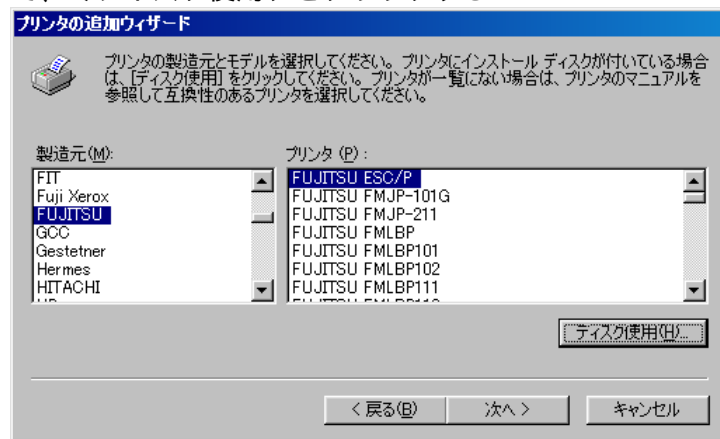 プリンタの追加ウィザード
プリンタの製造元とモデルを選択してください。プリンタにインストール ディスクが付いている場合
は、[ディスク使用] をクリックしてください。プリンタが一覧にない場合は、プリンタのマニュアルを
参照して互換性のあるプリンタを選択してください。
製造元(M):
プリンタ (P) :
FIT
Fuji Xerox
FUJITSU
GCC
Gestetner
Hermes
HITACHI
FUJITSU ESC/P
FUJITSU FMJP-101G
FUJITSU FMJP-211
FUJITSU FMLBP
FUJITSU FMLBP101
FUJITSU FMLBP102
FUJITSU FMLBP111
ディスク使用(H)...
< 戻る(B)
次へ >
キャンセル